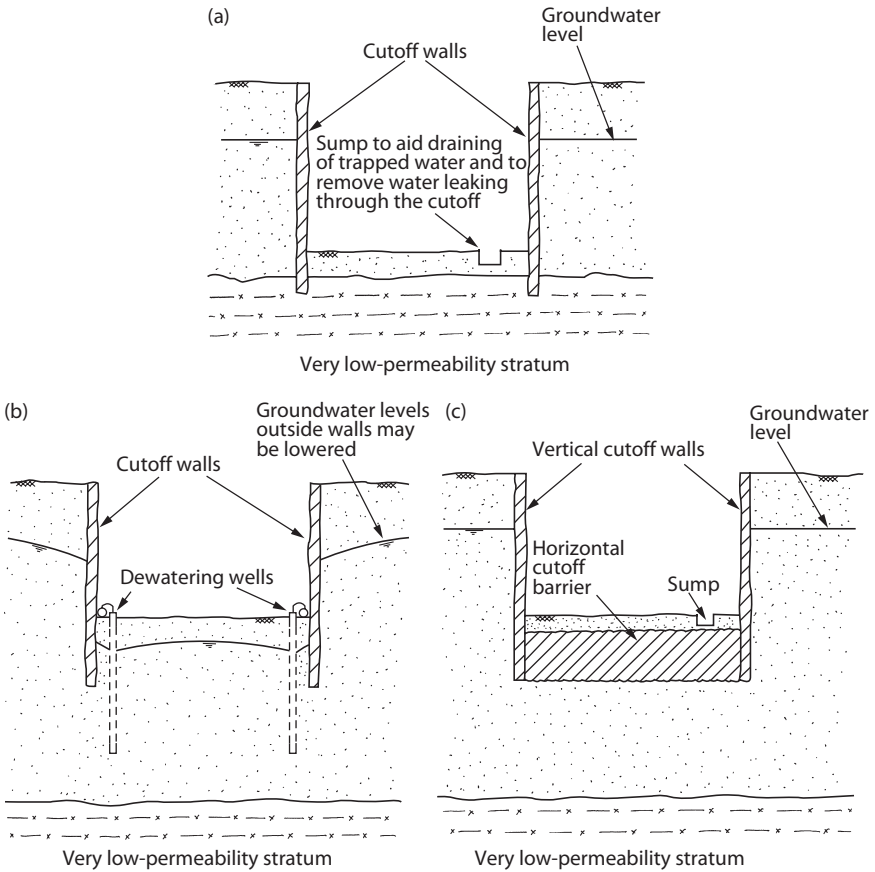 (a)
Groundwater
level
Cutoff walls
Sump to aid draining
of trapped water and to
remove water leaking
through the cutoff
Very low-permeability stratum
(b)
Groundwater levels
outside walls may
be lowered
Cutoff walls
Dewatering wells
Very low-permeability stratum
(c)
Groundwater
level
Vertical cutoff walls
Horizontal
cutoff
barrier
Sump
Very low-permeability stratum